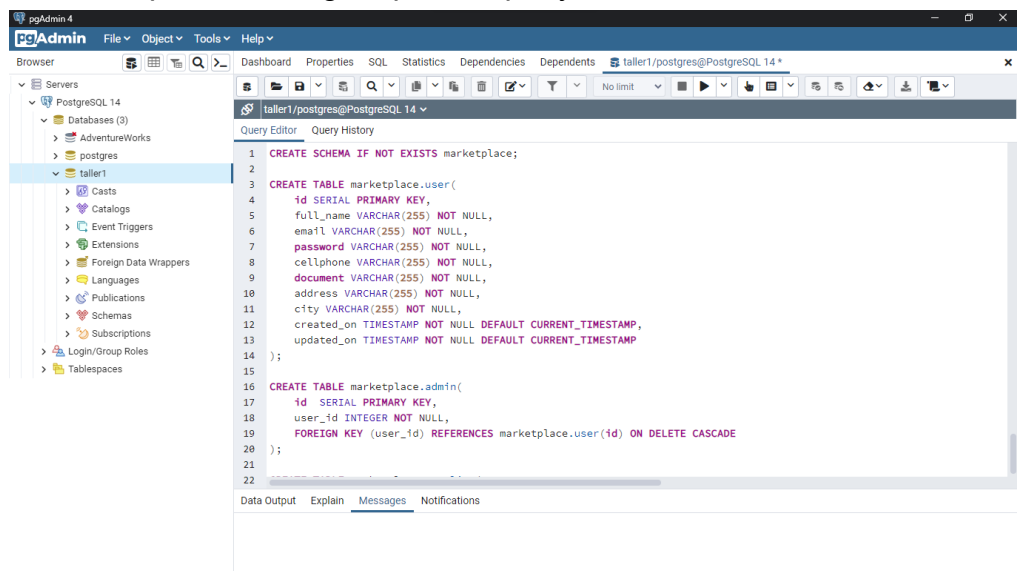 pgAdmin 4
pgAdmin File Object Tools Help
Browser
Dashboard Properties SQL Statistics Dependencies Dependents taller1/postgres@PostgreSQL 14 *
Servers
PostgreSQL 14
Databases (3)
AdventureWorks
postgres
taller1
Casts
Catalogs
Event Triggers
Extensions
Foreign Data Wrappers
Languages
Publications
Schemas
Subscriptions
Login/Group Roles
Tablespaces
No limit
taller1/postgres@PostgreSQL 14
Query Editor Query History
1 CREATE SCHEMA IF NOT EXISTS marketplace;
2
3 CREATE TABLE marketplace.user(
4 id SERIAL PRIMARY KEY,
5 full_name VARCHAR(255) NOT NULL,
6 email VARCHAR(255) NOT NULL,
7 password VARCHAR(255) NOT NULL,
8 cellphone VARCHAR(255) NOT NULL,
9 document VARCHAR(255) NOT NULL,
10 address VARCHAR(255) NOT NULL,
11 city VARCHAR(255) NOT NULL,
12 created_on TIMESTAMP NOT NULL DEFAULT CURRENT_TIMESTAMP,
13 updated_on TIMESTAMP NOT NULL DEFAULT CURRENT_TIMESTAMP
14 );
15
16 CREATE TABLE marketplace.admin(
17 id SERIAL PRIMARY KEY,
18 user_id INTEGER NOT NULL,
19 FOREIGN KEY (user_id) REFERENCES marketplace.user(id) ON DELETE CASCADE
20 );
21
22
Data Output Explain Messages Notifications